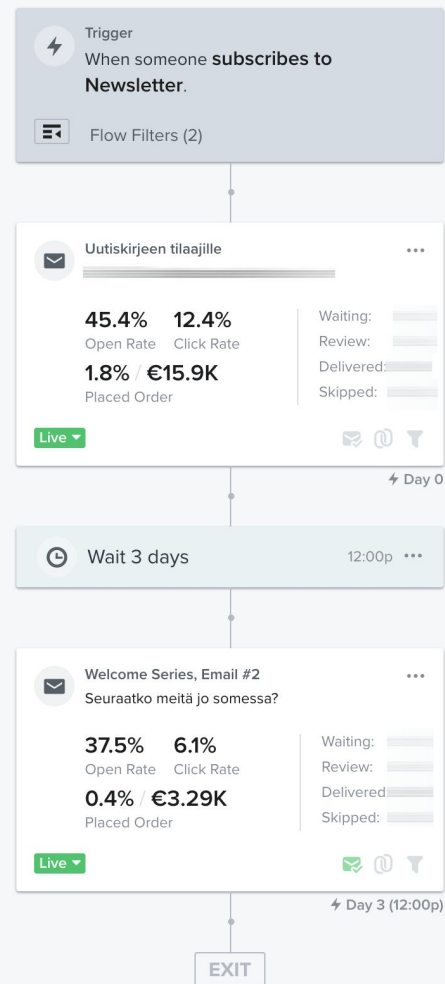 Trigger
When someone subscribes to
Newsletter.
Flow Filters (2)
Uutiskirjeen tilaajille
45.4% 12.4%
Open Rate Click Rate
1.8% / €15.9K
Placed Order
Waiting:
Review:
Delivered:
Skipped:
Live
Day 0
Wait 3 days 12:00p
Welcome Series, Email #2
Seuraatko meitä jo somessa?
37.5% 6.1%
Open Rate Click Rate
0.4% / €3.29K
Placed Order
Waiting:
Review:
Delivered
Skipped:
Live
Day 3 (12:00p)
EXIT